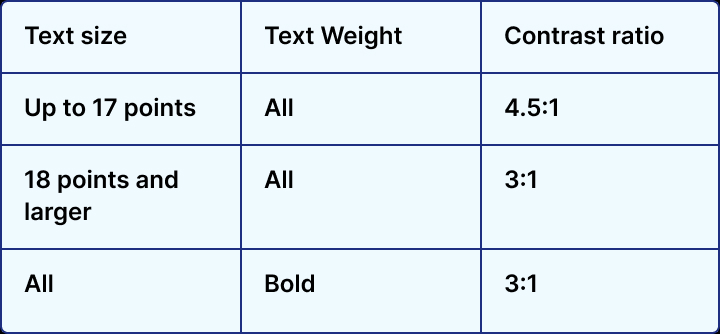 Text size Text Weight Contrast ratio
Up to 17 points All 4.5:1
18 points and All 3:1
larger
All Bold 3:1